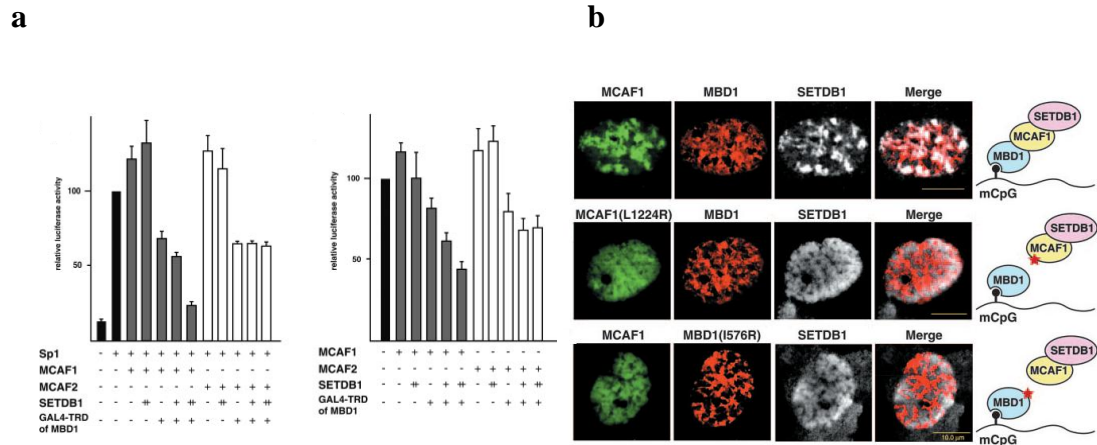 a
b
relative luciferase activity
100
50
Sp1 - + + + + + + + + + + +
MCAF1 - - + + + + + - - - - -
MCAF2 - - - - - - - + + + + +
SETDB1 - - - ++ - + ++ - ++ - + ++
GAL4-TRD - - - - + + + - - + + +
of MBD1
relative luciferase activity
100
50
MCAF1 - + + + + + - - - - -
MCAF2 - - - - - - + + + + +
SETDB1 - - ++ - + ++ - ++ - + ++
GAL4-TRD - - - + + + - - + + +
of MBD1
MCAF1 MBD1 SETDB1 Merge
SETDB1
MCAF1
MBD1
mCpG
MCAF1(L1224R) MBD1 SETDB1 Merge
SETDB1
MCAF1
MBD1
mCpG
MCAF1 MBD1(I576R) SETDB1 Merge
SETDB1
MCAF1
MBD1
mCpG
10.0 µm